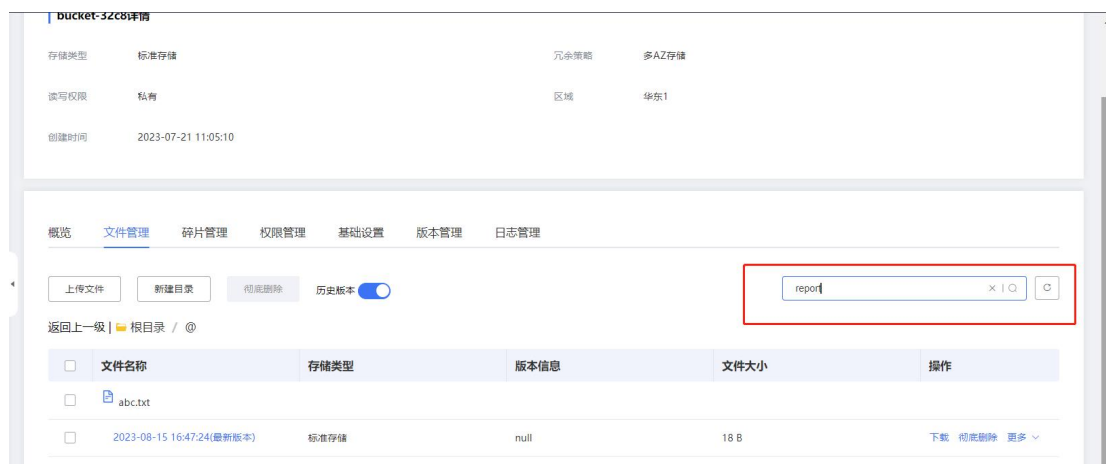 bucket-32c8详情
存储类型 标准存储 冗余策略 多AZ存储
读写权限 私有 区域 华东1
创建时间 2023-07-21 11:05:10
概览 文件管理 碎片管理 权限管理 基础设置 版本管理 日志管理
上传文件 新建目录 彻底删除 历史版本 report
返回上一级 | 根目录 / @
文件名称 存储类型 版本信息 文件大小 操作
abc.txt
2023-08-15 16:47:24(最新版本) 标准存储 null 18 B 下载 彻底删除 更多